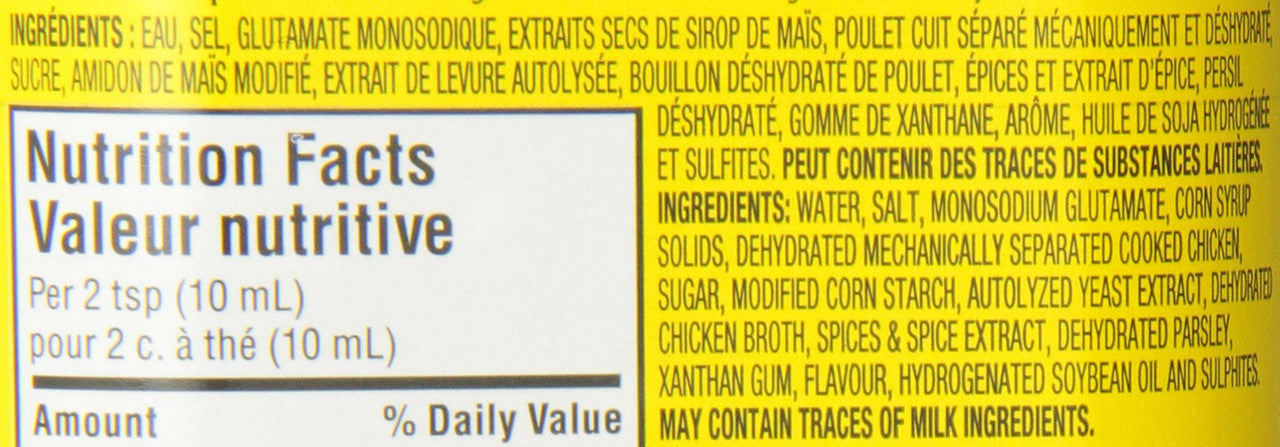 INGRÉDIENTS : EAU, SEL, GLUTAMATE MONOSODIQUE, EXTRAITS SECS DE SIROP DE MAÏS, POULET CUIT SÉPARÉ MÉCANIQUEMENT ET DÉSHYDRATÉ,
SUCRE, AMIDON DE MAÏS MODIFIÉ, EXTRAIT DE LEVURE AUTOLYSÉE, BOUILLON DÉSHYDRATÉ DE POULET, ÉPICES ET EXTRAIT D'ÉPICE, PERSIL
DÉSHYDRATÉ, GOMME DE XANTHANE, ARÔME, HUILE DE SOJA HYDROGÉNÉE
ET SULFITES. PEUT CONTENIR DES TRACES DE SUBSTANCES LAITIÈRES.
INGREDIENTS: WATER, SALT, MONOSODIUM GLUTAMATE, CORN SYRUP
SOLIDS, DEHYDRATED MECHANICALLY SEPARATED COOKED CHICKEN,
SUGAR, MODIFIED CORN STARCH, AUTOLYZED YEAST EXTRACT, DEHYDRATED
CHICKEN BROTH, SPICES & SPICE EXTRACT, DEHYDRATED PARSLEY,
XANTHAN GUM, FLAVOUR, HYDROGENATED SOYBEAN OIL AND SULPHITES.
MAY CONTAIN TRACES OF MILK INGREDIENTS.
Nutrition Facts
Valeur nutritive
Per 2 tsp (10 mL)
pour 2 c. à thé (10 mL)
Amount % Daily Value